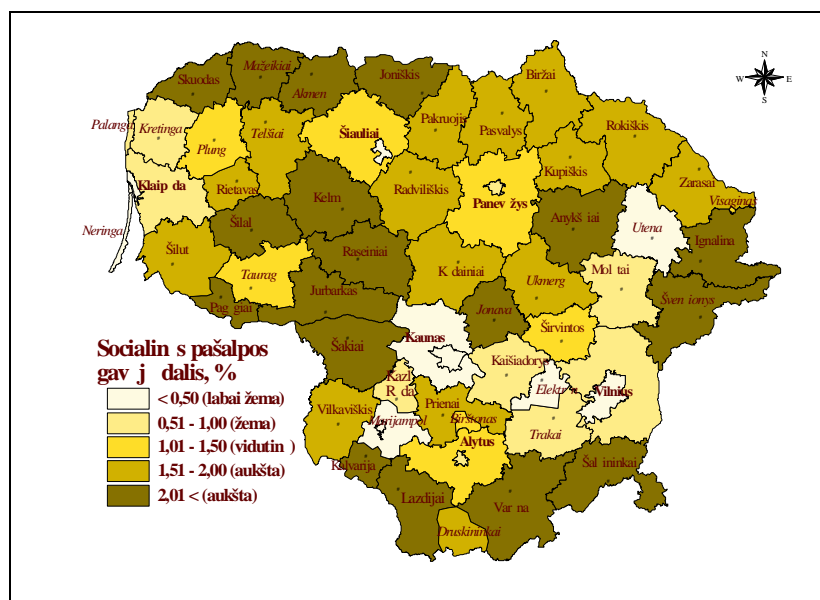 N
W E
S
Skuodas
Mažeikiai
Akmen
Joniškis
Biržai
Palanga
Kretinga
Plung
Telšiai
Šiauliai
Pakruojis
Pasvalys
Rokiškis
Klaip da
Rietavas
Kelm
Radviliškis
Panev žys
Kupiškis
Zarasai
Visaginas
Neringa
Šilal
Anykš iai
Utena
Ignalina
Šilut
Taurag
Raseiniai
K dainiai
Ukmerg
Mol tai
Pag giai
Jurbarkas
Jonava
Šven ionys
Šakiai
Kaunas
Širvintos
Kaišiadorys
Socialin s pašalpos
gav j dalis, %
< 0,50 (labai žema)
0,51 - 1,00 (žema)
1,01 - 1,50 (vidutin )
1,51 - 2,00 (aukšta)
2,01 < (aukšta)
Kazl
R da
Elektr n
Vilnius
Vilkaviškis
Prienai
Birštonas
Marijampol
Trakai
Alytus
Kalvarija
Šal ininkai
Lazdijai
Var na
Druskininkai